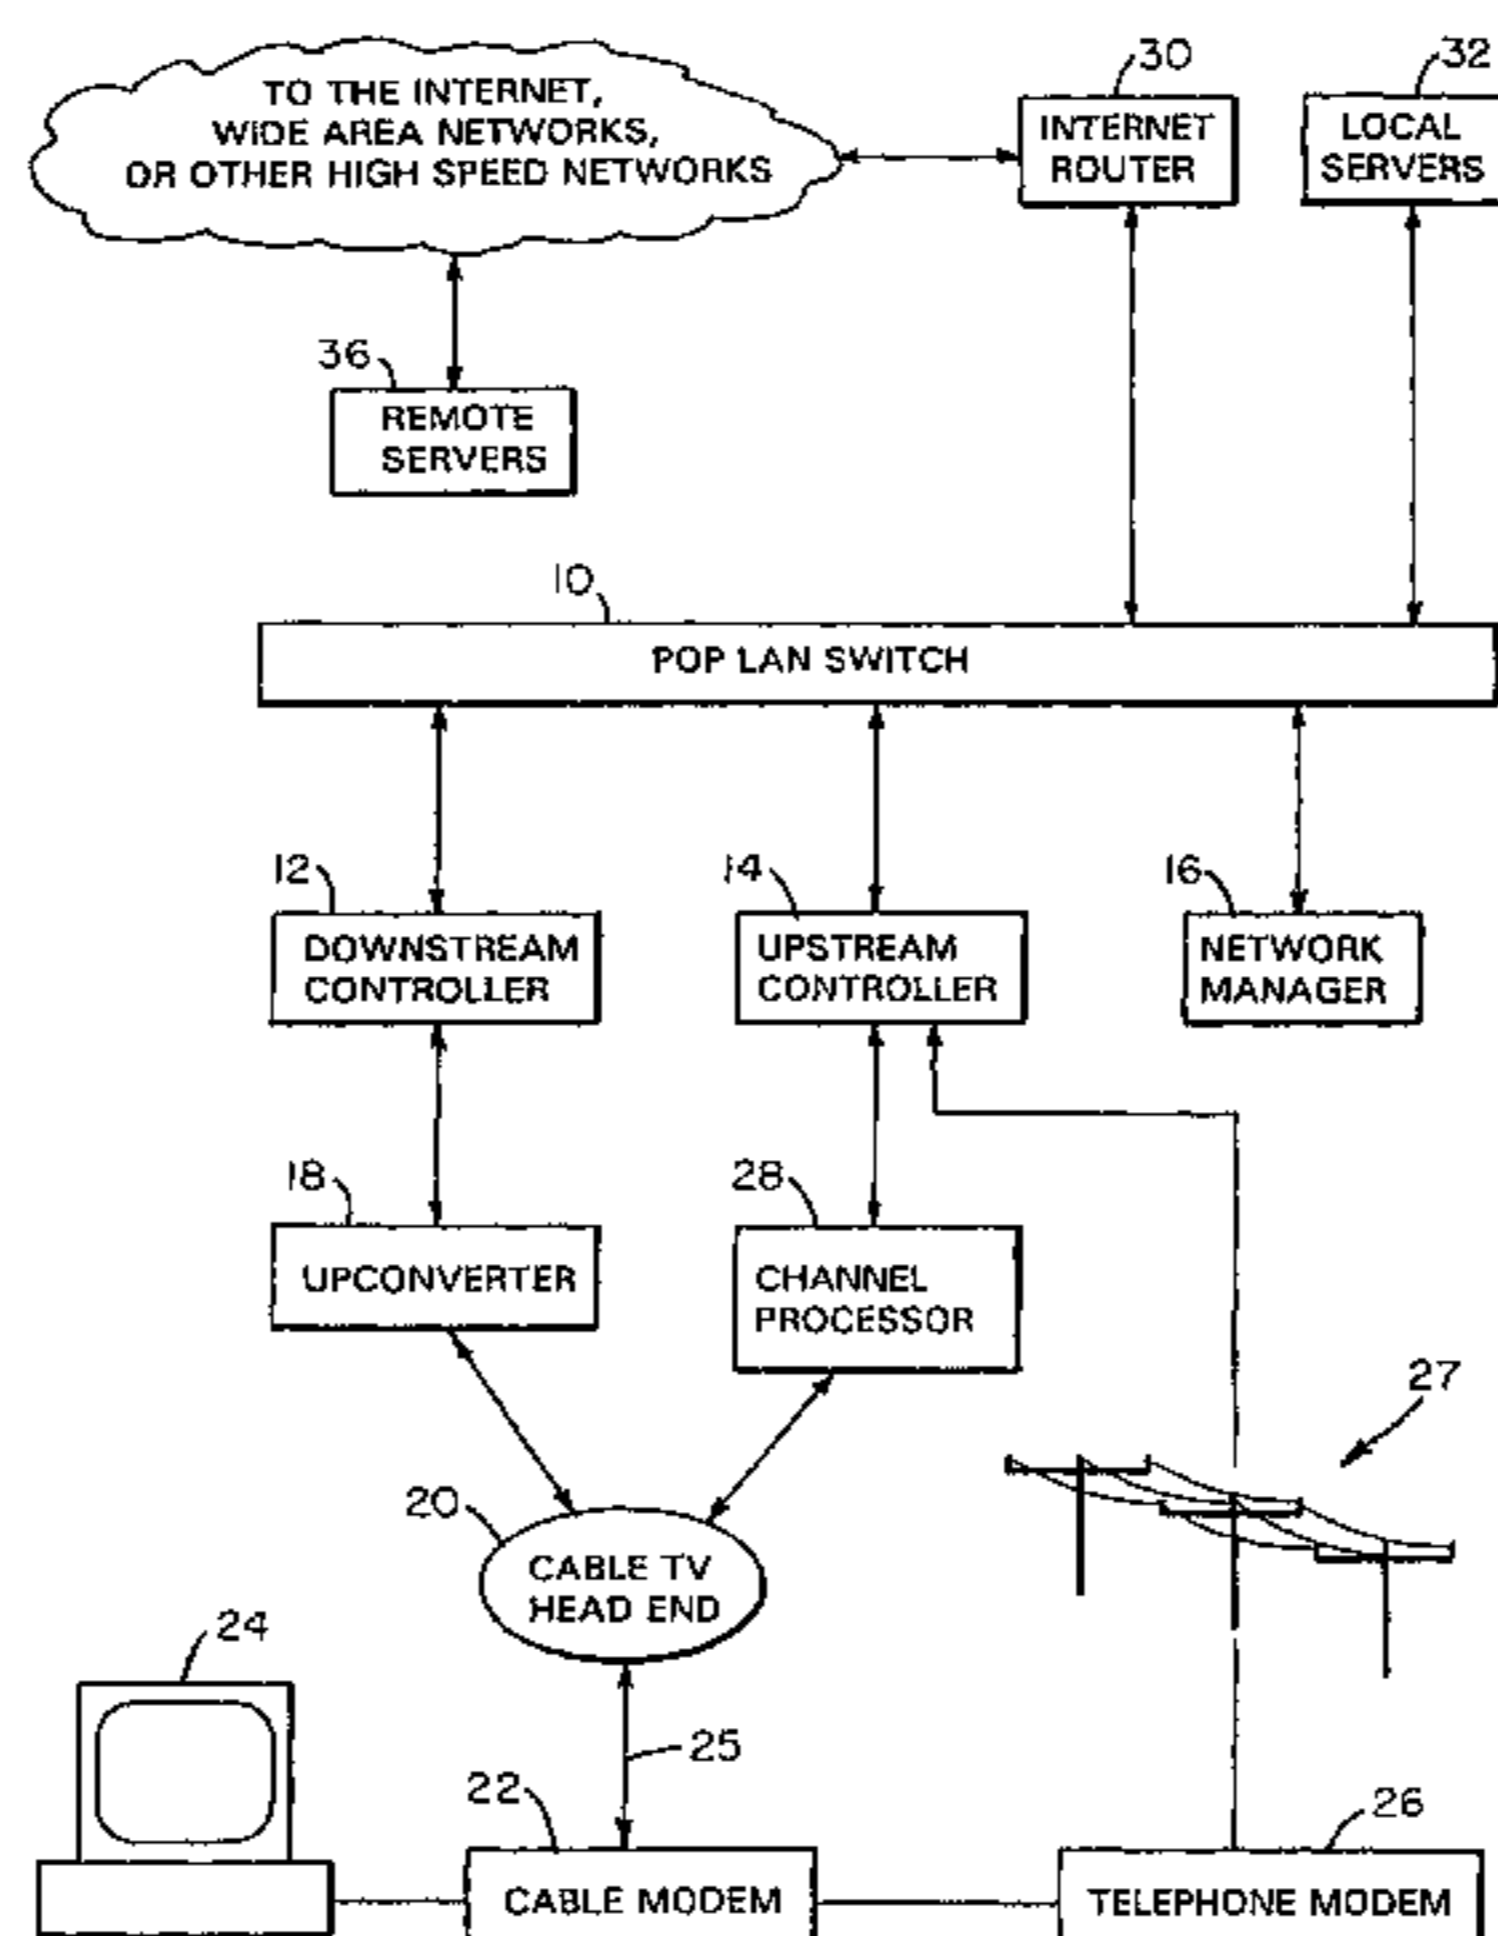 30
32
TO THE INTERNET,
WIDE AREA NETWORKS,
OR OTHER HIGH SPEED NETWORKS
INTERNET
ROUTER
LOCAL
SERVERS
36
REMOTE
SERVERS
10
POP LAN SWITCH
12
14
16
DOWNSTREAM
CONTROLLER
UPSTREAM
CONTROLLER
NETWORK
MANAGER
18
28
UPCONVERTER
CHANNEL
PROCESSOR
27
20
CABLE TV
HEAD END
24
25
22
26
CABLE MODEM
TELEPHONE MODEM